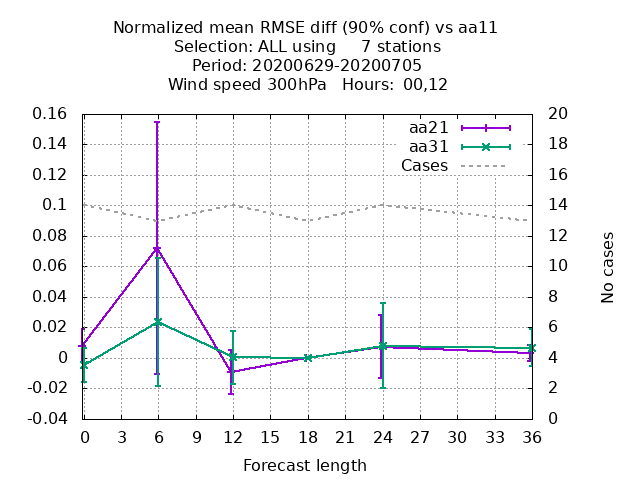 Normalized mean RMSE diff (90% conf) vs aa11
Selection: ALL using     7 stations
Period: 20200629-20200705
Wind speed 300hPa   Hours:  00,12
0.16
0.14
0.12
0.1
0.08
0.06
0.04
0.02
0
-0.02
-0.04
aa21
aa31
Cases
20
18
16
14
12
10
8
6
4
2
0
No cases
0 3 6 9 12 15 18 21 24 27 30 33 36
Forecast length